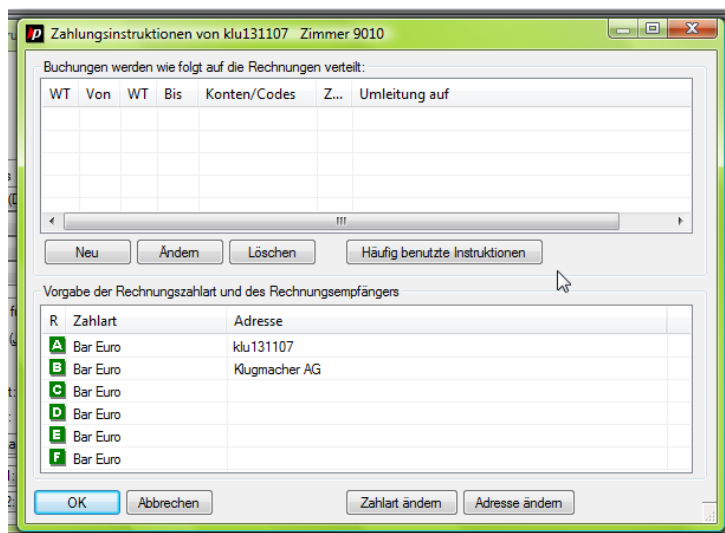 Zahlungsinstruktionen von klu131107 Zimmer 9010
Buchungen werden wie folgt auf die Rechnungen verteilt:
WT Von WT Bis Konten/Codes Z... Umleitung auf
Neu Ändern Löschen Häufig benutzte Instruktionen
Vorgabe der Rechnungszahlart und des Rechnungsempfängers
R Zahlart Adresse
A Bar Euro klu131107
B Bar Euro Klugmacher AG
C Bar Euro
D Bar Euro
E Bar Euro
F Bar Euro
OK Abbrechen Zahlart ändern Adresse ändern